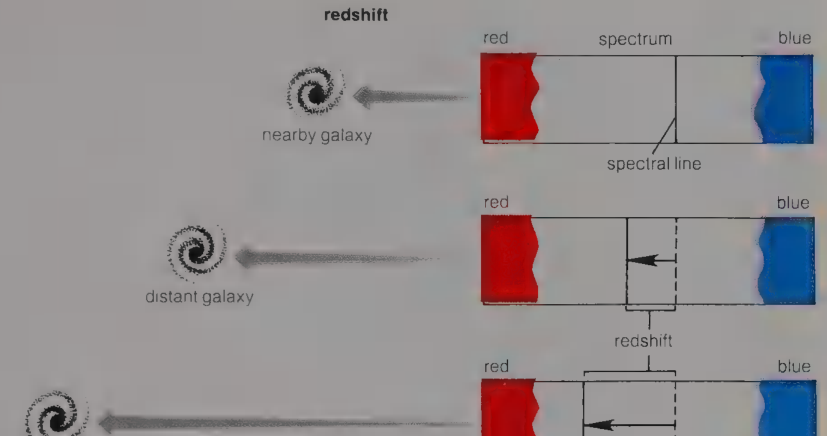 redshift
red spectrum blue
nearby galaxy
spectral line
red blue
distant galaxy
redshift
red blue